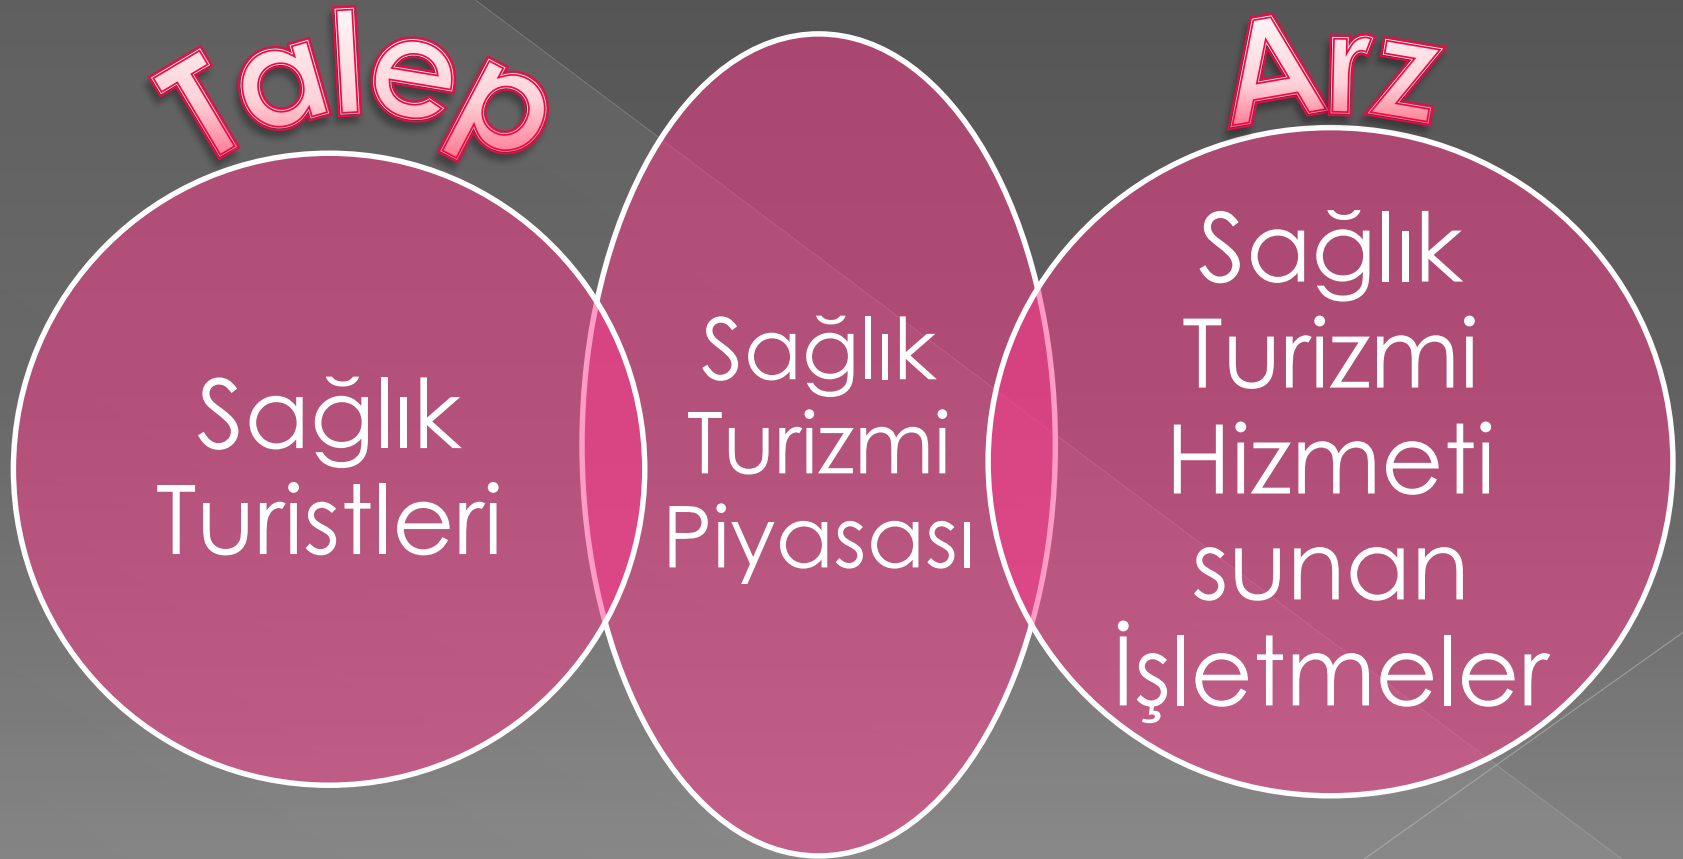 Talep
Sağlık
Turistleri
Sağlık
Turizmi
Piyasası
Arz
Sağlık
Turizmi
Hizmeti
sunan
İşletmeler